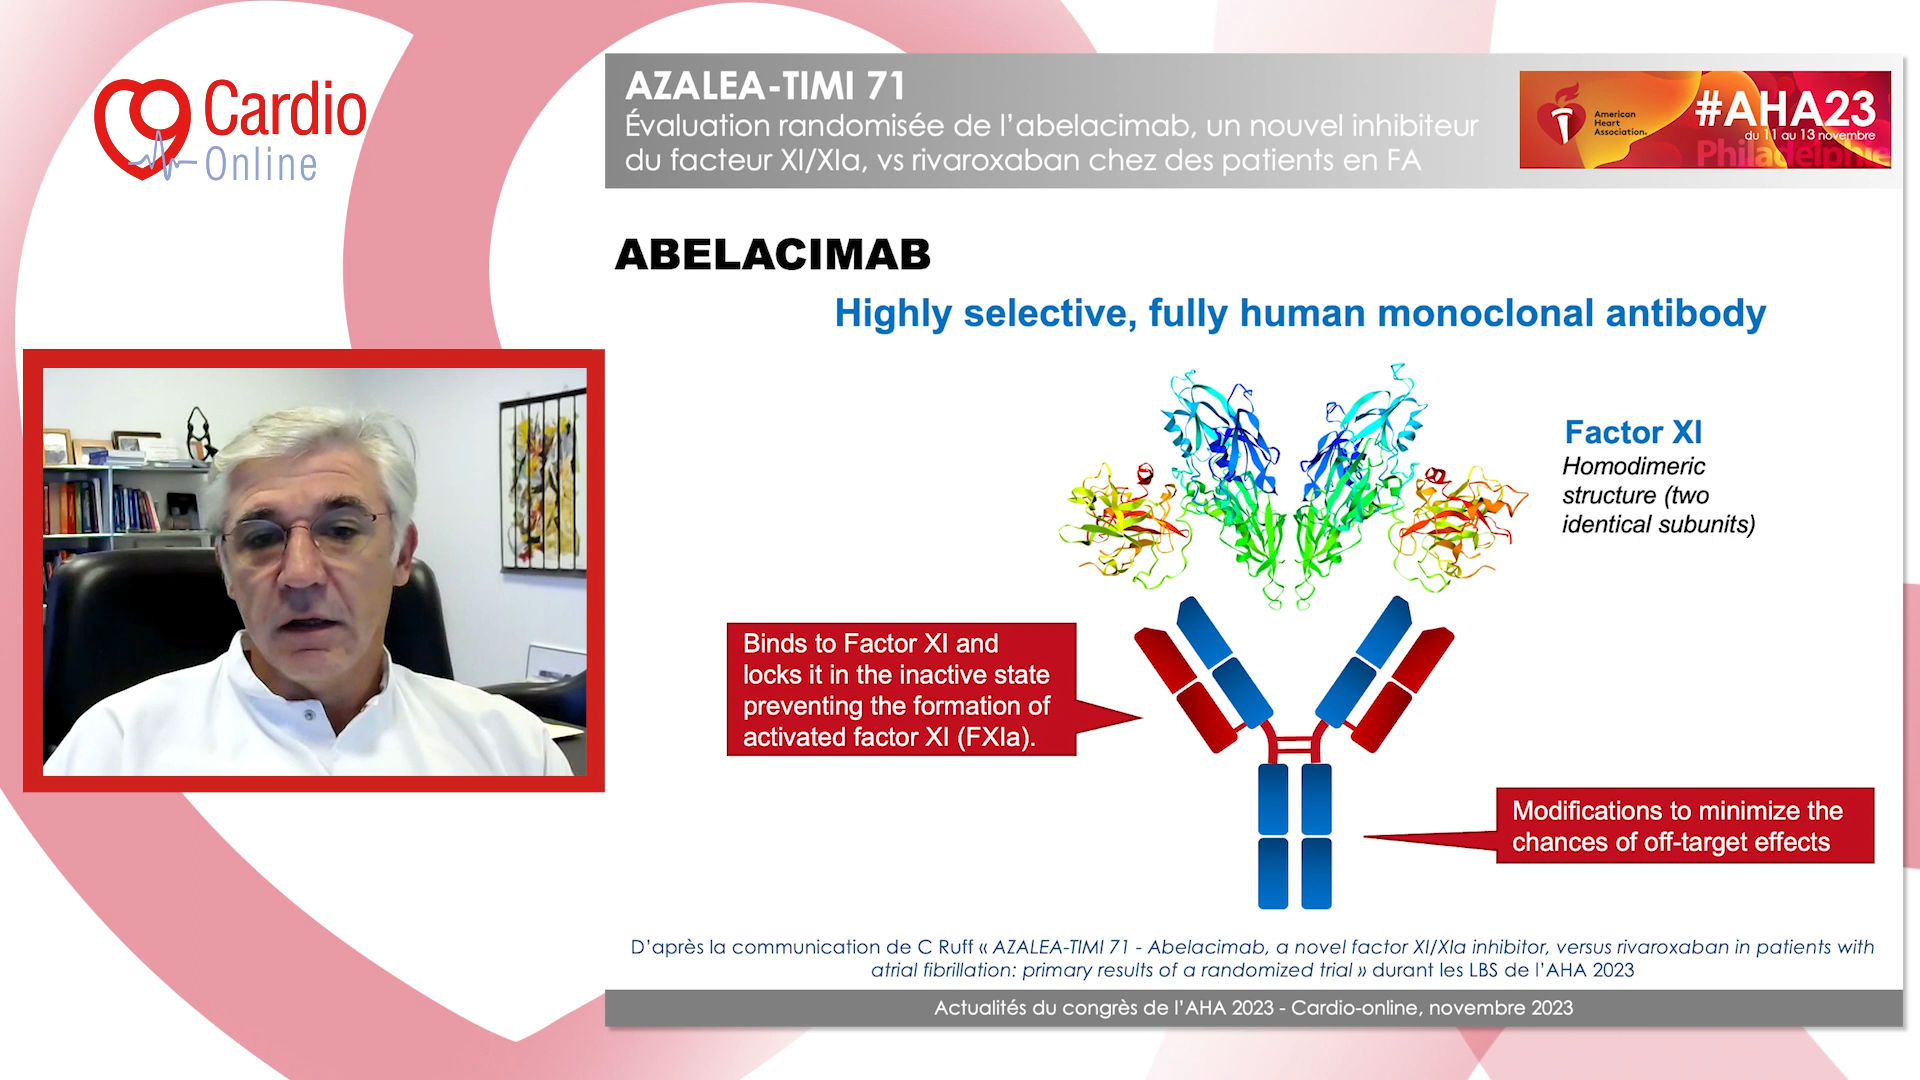 Cardio
Online
AZALEA-TIMI 71
Évaluation randomisée de l’abelacimab, un nouvel inhibiteur
du facteur XI/XIa, vs rivaroxaban chez des patients en FA
American
Heart
Association.
#AHA23
du 11 au 13 novembre
Philadelphie
ABELACIMAB
Highly selective, fully human monoclonal antibody
Factor XI
Homodimeric
structure (two
identical subunits)
Binds to Factor XI and
locks it in the inactive state
preventing the formation of
activated factor XI (FXIa).
Modifications to minimize the
chances of off-target effects
D’après la communication de C Ruff « AZALEA-TIMI 71 - Abelacimab, a novel factor XI/XIa inhibitor, versus rivaroxaban in patients with
atrial fibrillation: primary results of a randomized trial » durant les LBS de l’AHA 2023
Actualités du congrès de l’AHA 2023 - Cardio-online, novembre 2023